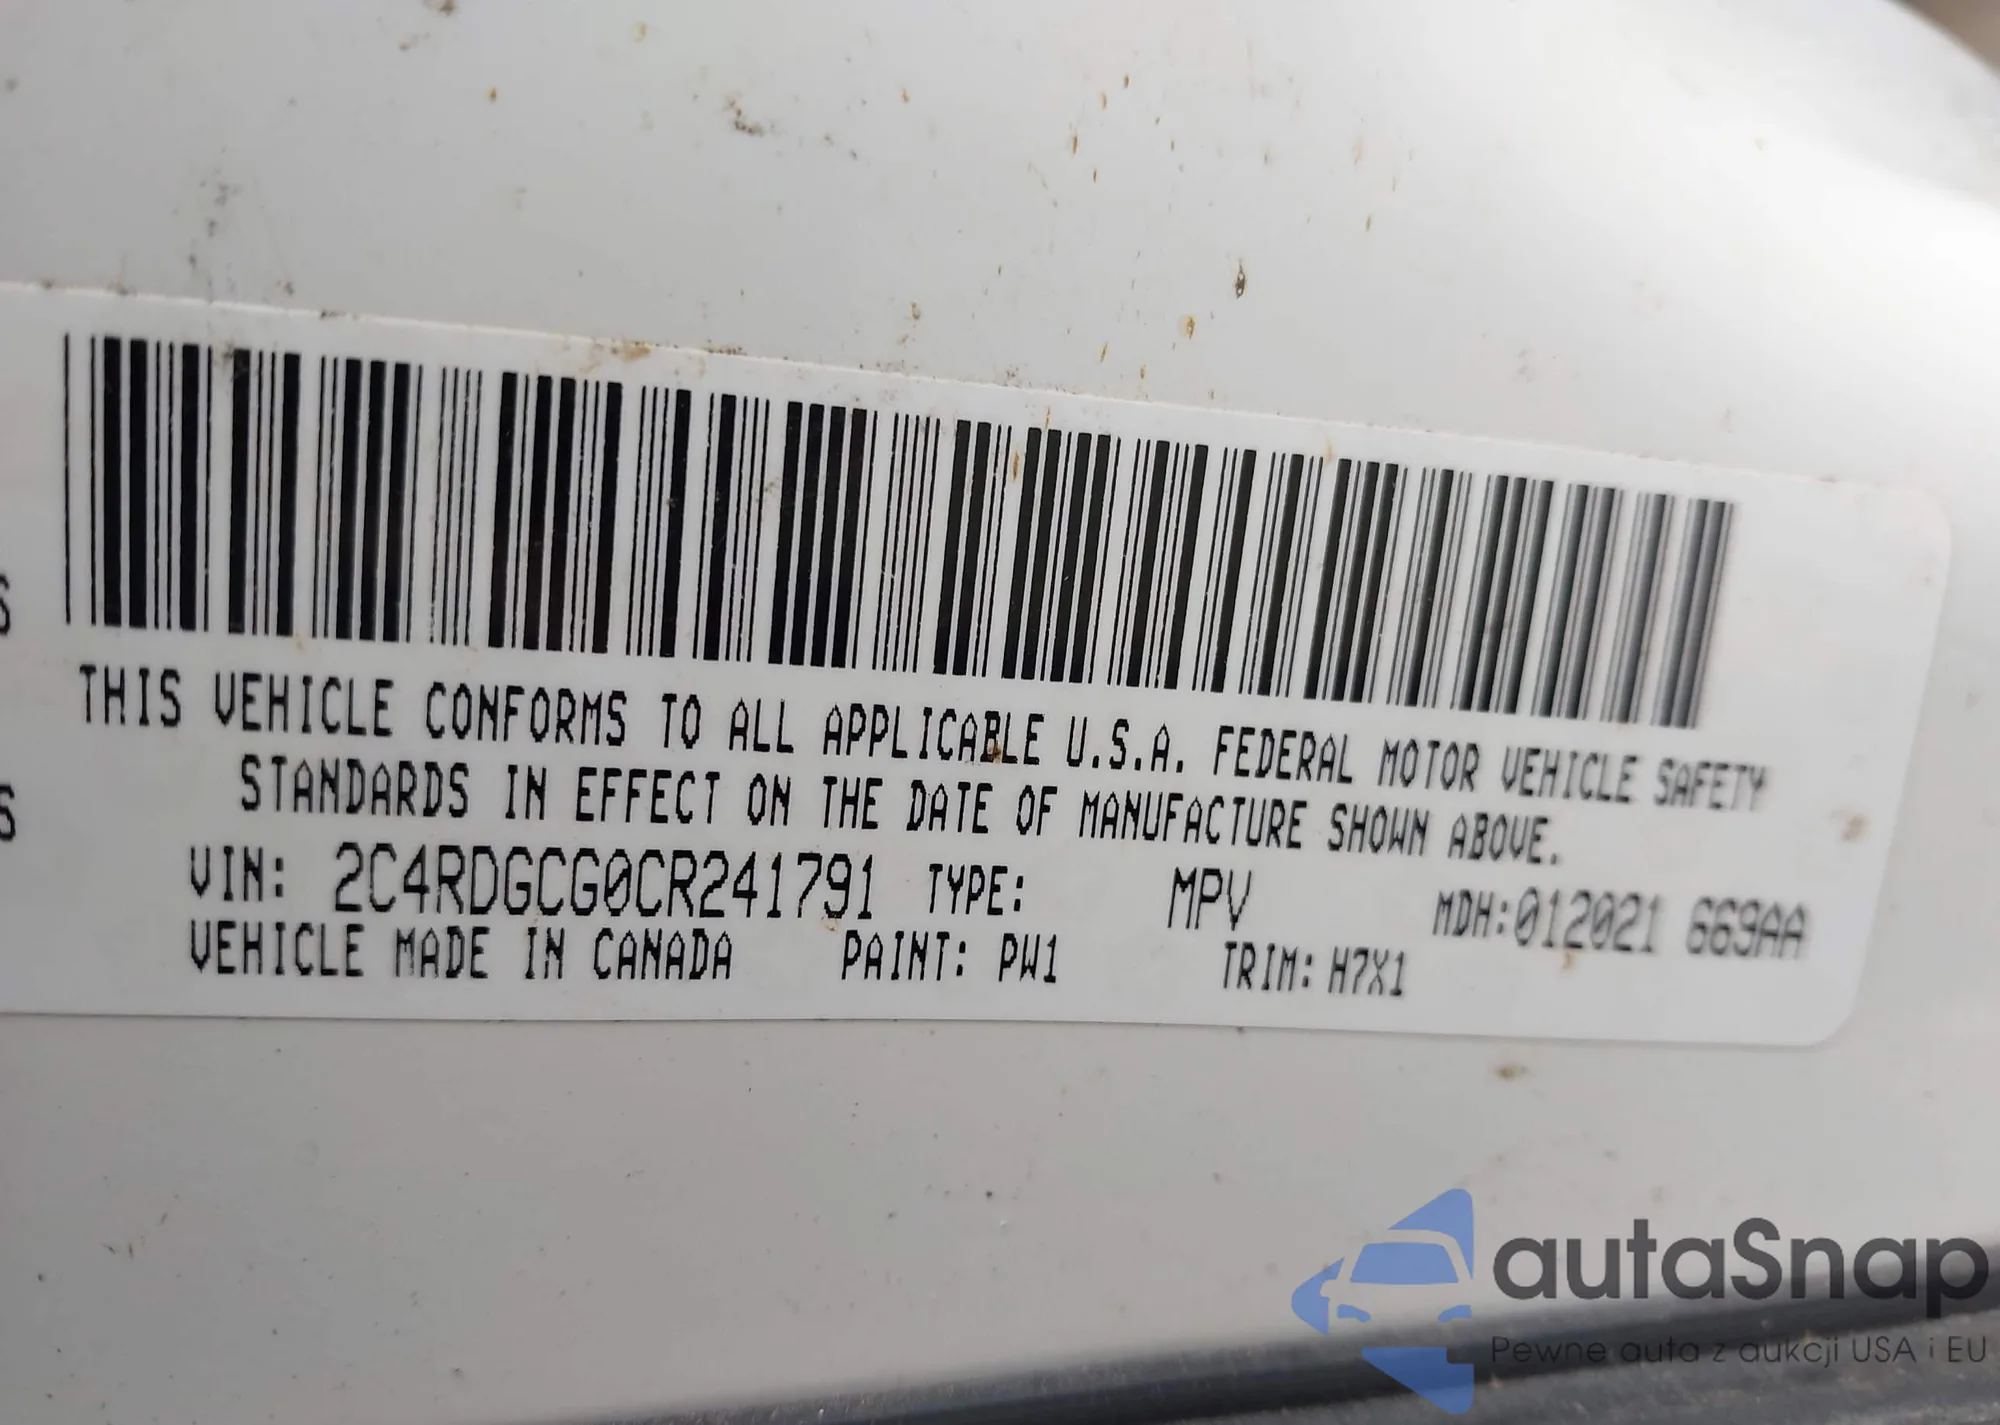 S
S
THIS VEHICLE CONFORMS TO ALL APPLICABLE U.S.A. FEDERAL MOTOR VEHICLE SAFETY
STANDARDS IN EFFECT ON THE DATE OF MANUFACTURE SHOWN ABOVE.
VIN: 2C4RDGCG0CR241791 TYPE: MPV MDH:012021 669AA
VEHICLE MADE IN CANADA PAINT: PW1 TRIM: H7X1
autaSnap
Pewne auta z aukcji USA i EU